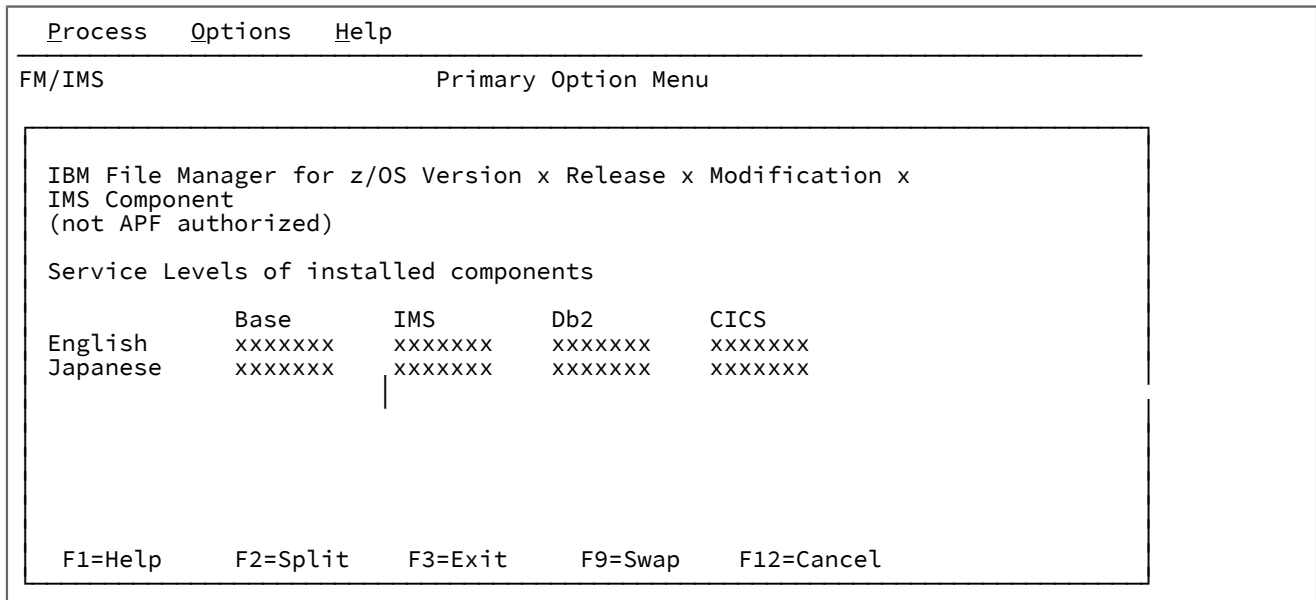 Process Options Help
FM/IMS Primary Option Menu
IBM File Manager for z/OS Version x Release x Modification x
IMS Component
(not APF authorized)
Service Levels of installed components
Base IMS Db2 CICS
English xxxxxxx xxxxxxx xxxxxxx xxxxxxx
Japanese xxxxxxx xxxxxxx xxxxxxx xxxxxxx
F1=Help F2=Split F3=Exit F9=Swap F12=Cancel